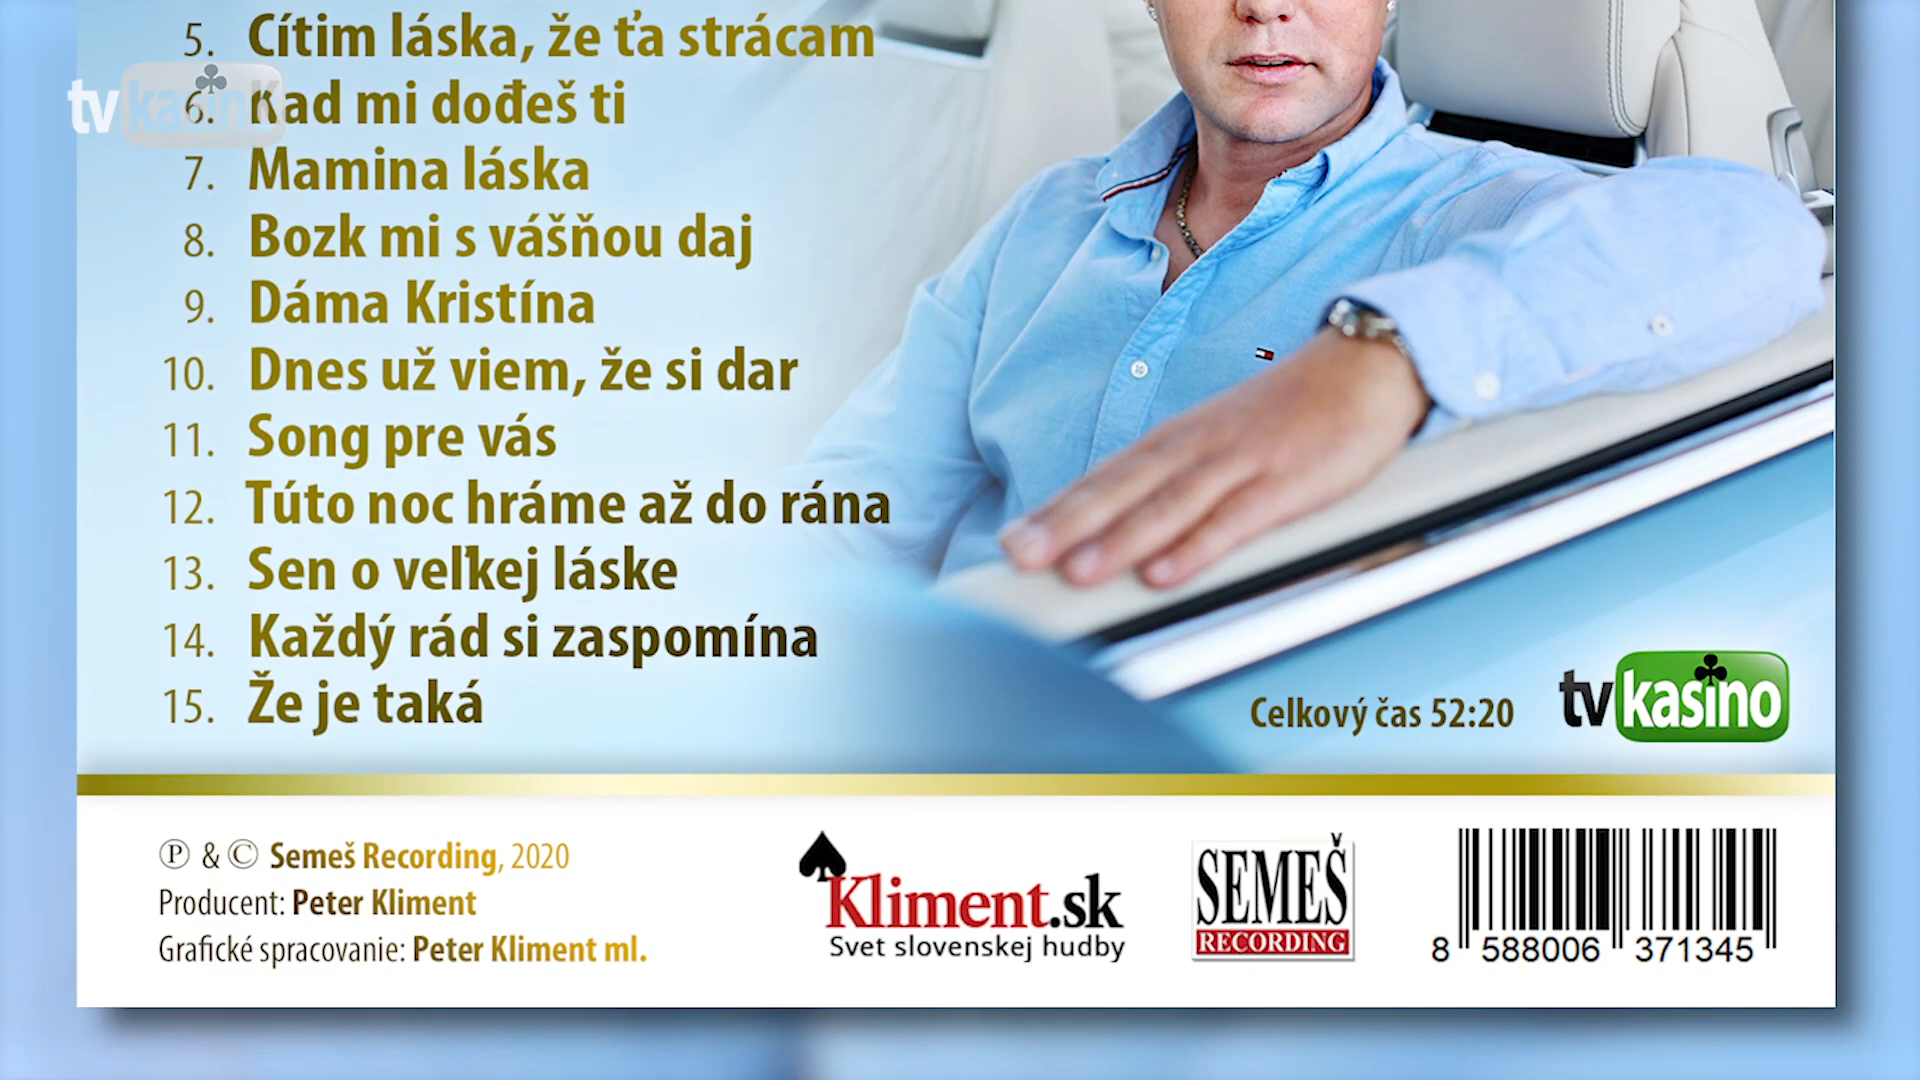 5. Cítim láska, že ťa strácam
tvkasino
6. Kad mi dođeš ti
7. Mamina láska
8. Bozk mi s vášňou daj
9. Dáma Kristína
10. Dnes už viem, že si dar
11. Song pre vás
12. Túto noc hráme až do rána
13. Sen o veľkej láske
14. Každý rád si zaspomína
15. Že je taká
Celkový čas 52:20
tvkasino
Ⓟ & © Semeš Recording, 2020
Producent: Peter Kliment
Grafické spracovanie: Peter Kliment ml.
Kliment.sk
Svet slovenskej hudby
SEMEŠ
RECORDING
8 588006 371345